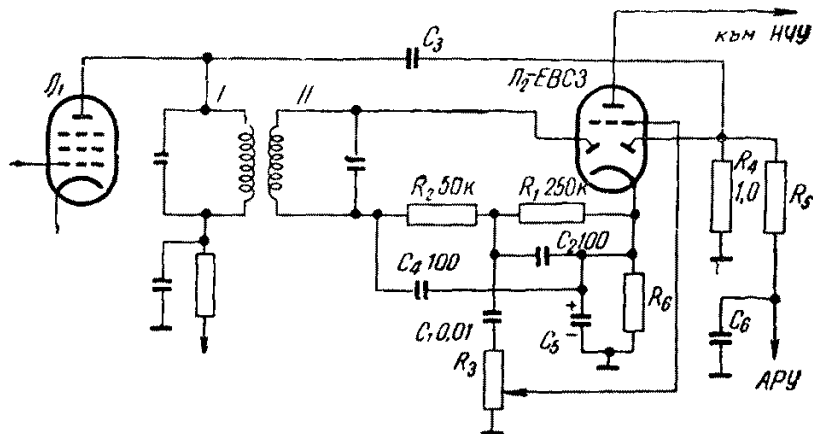 C₃
към НЧУ
Л₁
I
II
Л₂-ЕВС3
R₂ 50к
R₁ 250к
R₄
1,0
R₅
C₂ 100
C₄ 100
R₆
C₁ 0,01
+
−
C₅
C₆
R₃
АРУ